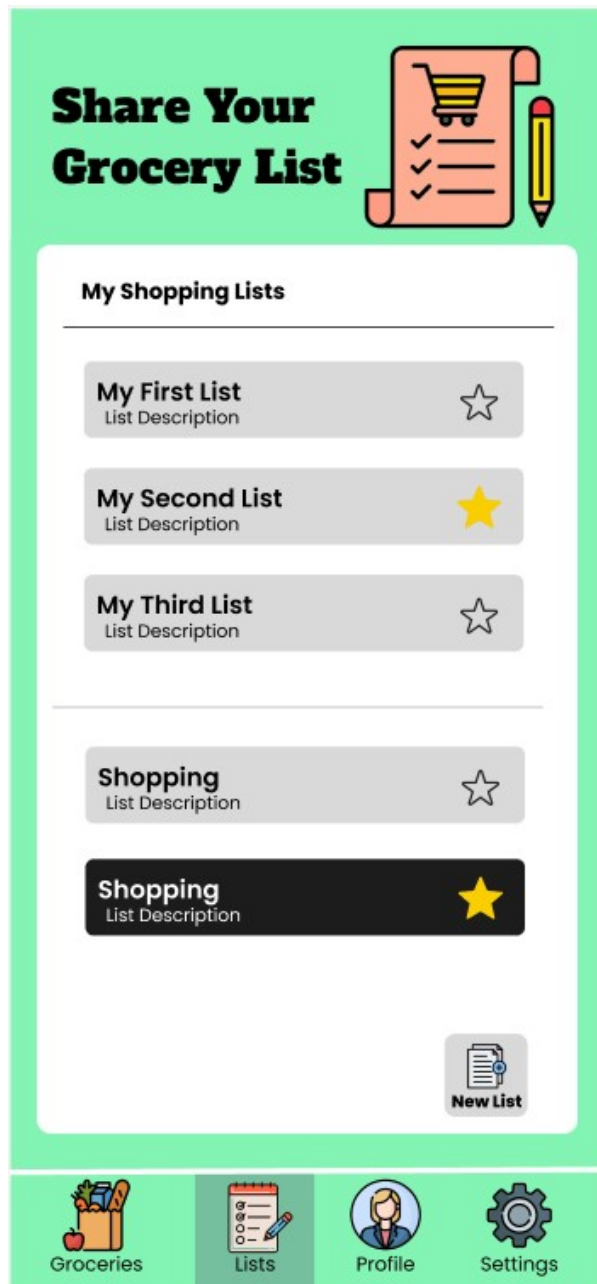 Share Your
Grocery List
My Shopping Lists
My First List
List Description
My Second List
List Description
My Third List
List Description
Shopping
List Description
Shopping
List Description
New List
Groceries
Lists
Profile
Settings